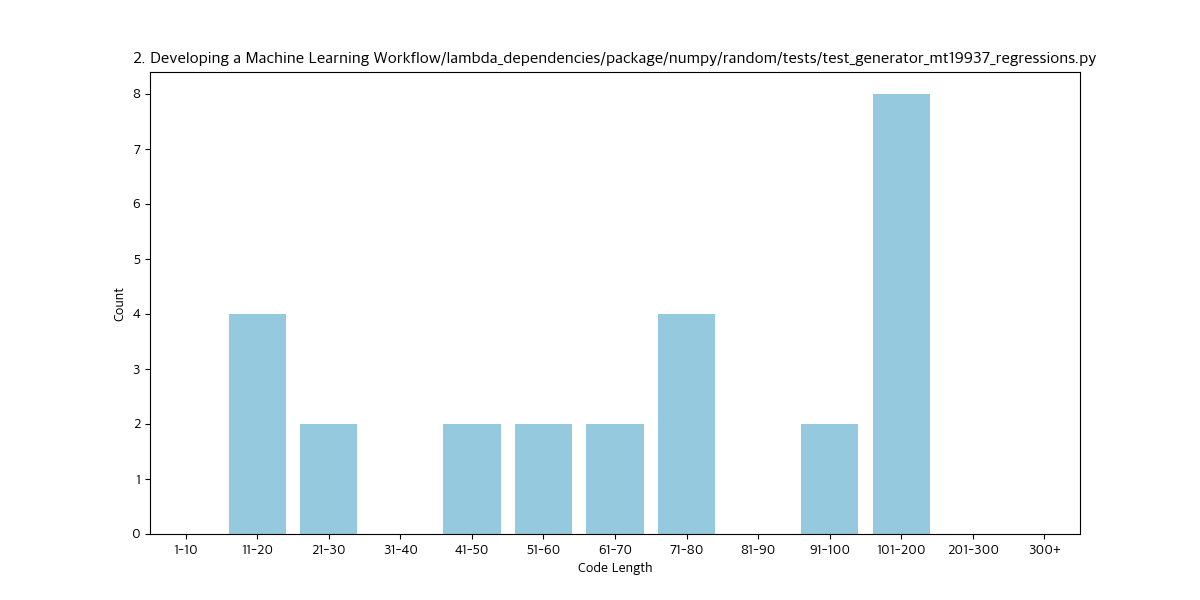 2. Developing a Machine Learning Workflow/lambda_dependencies/package/numpy/random/tests/test_generator_mt19937_regressions.py
8
7
6
5
4
3
2
1
0
Count
1-10 11-20 21-30 31-40 41-50 51-60 61-70 71-80 81-90 91-100 101-200 201-300 300+
Code Length